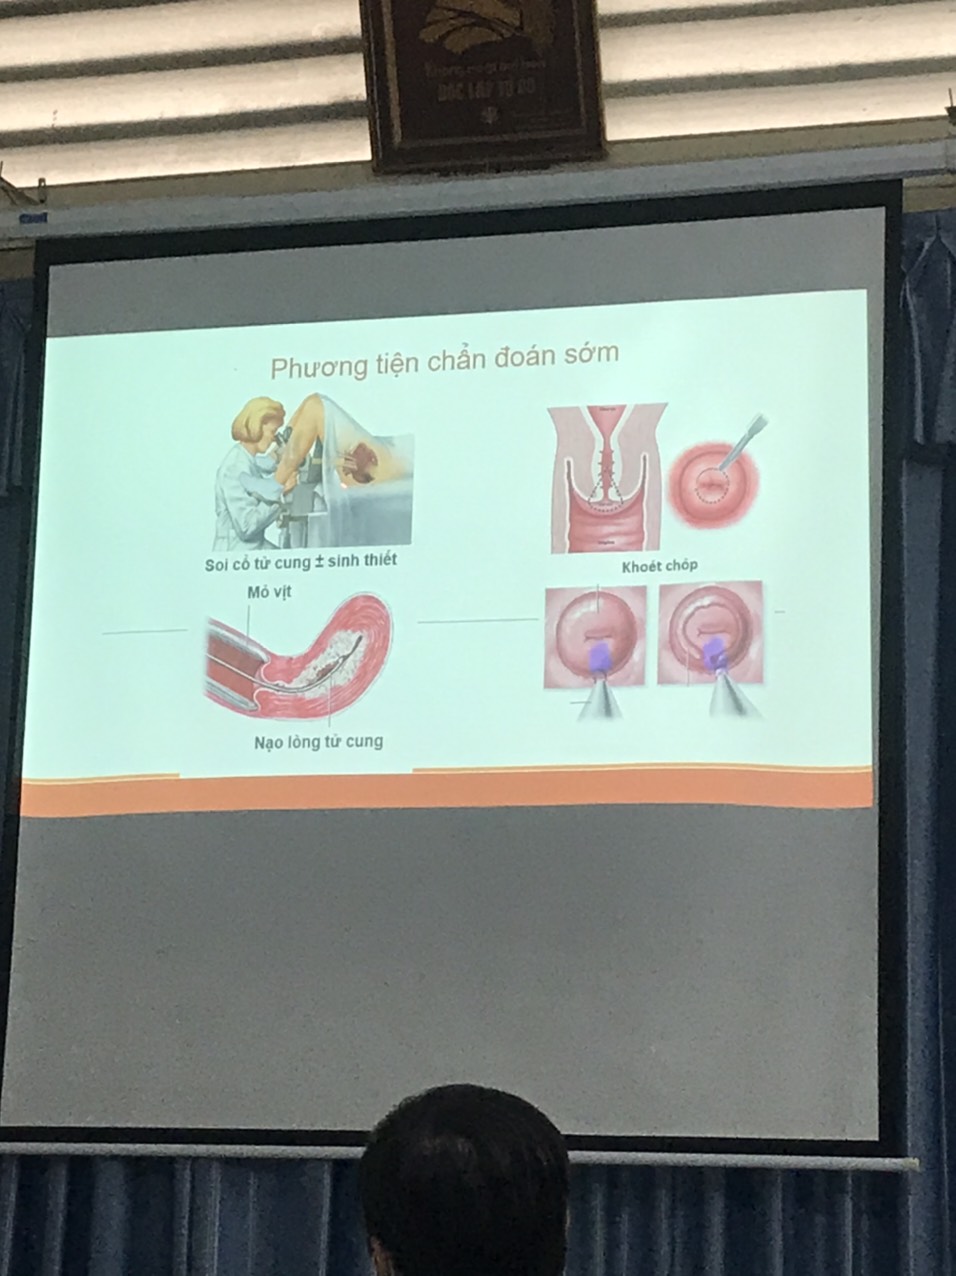 ĐỘC LẬP TỰ DO
Phương tiện chẩn đoán sớm
Soi cổ tử cung ± sinh thiết
Khoét chóp
Mỏ vịt
Nạo lòng tử cung